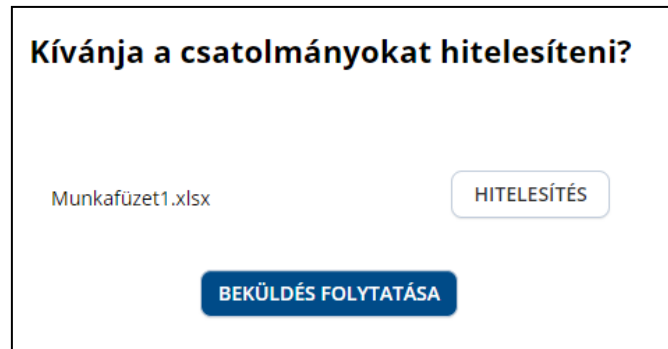 Kívánja a csatolmányokat hitelesíteni?
Munkafüzet1.xlsx HITELESÍTÉS
BEKÜLDÉS FOLYTATÁSA